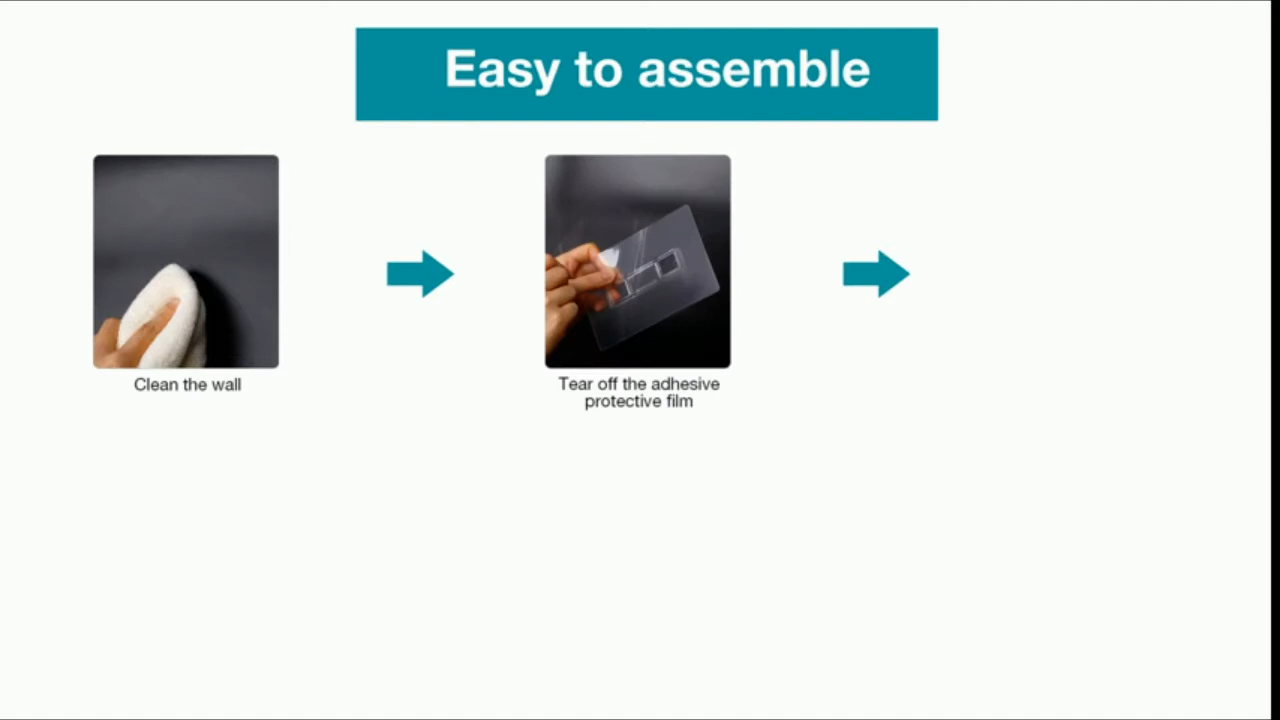 Easy to assemble
Clean the wall
Tear off the adhesive
protective film